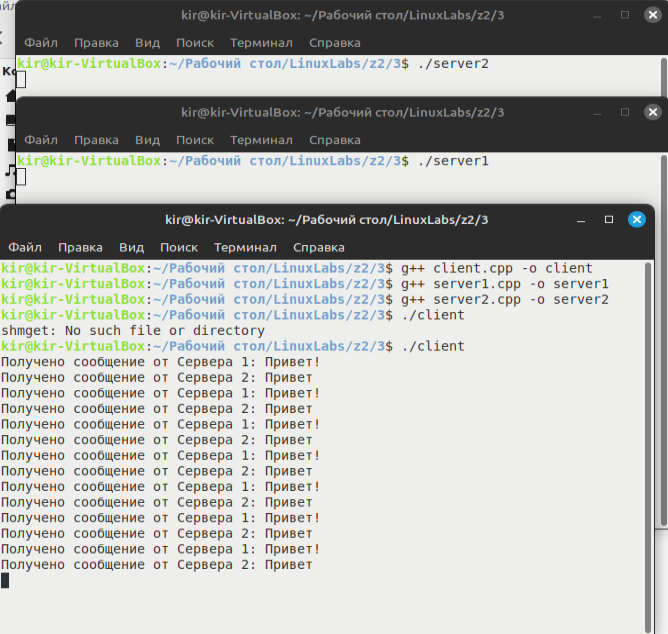 йл
kir@kir-VirtualBox: ~/Рабочий стол/LinuxLabs/z2/3
Файл Правка Вид Поиск Терминал Справка
Ко
kir@kir-VirtualBox:~/Рабочий стол/LinuxLabs/z2/3$ ./server2
kir@kir-VirtualBox: ~/Рабочий стол/LinuxLabs/z2/3
Файл Правка Вид Поиск Терминал Справка
kir@kir-VirtualBox:~/Рабочий стол/LinuxLabs/z2/3$ ./server1
kir@kir-VirtualBox: ~/Рабочий стол/LinuxLabs/z2/3
Файл Правка Вид Поиск Терминал Справка
kir@kir-VirtualBox:~/Рабочий стол/LinuxLabs/z2/3$ g++ client.cpp -o client
kir@kir-VirtualBox:~/Рабочий стол/LinuxLabs/z2/3$ g++ server1.cpp -o server1
kir@kir-VirtualBox:~/Рабочий стол/LinuxLabs/z2/3$ g++ server2.cpp -o server2
kir@kir-VirtualBox:~/Рабочий стол/LinuxLabs/z2/3$ ./client
shmget: No such file or directory
kir@kir-VirtualBox:~/Рабочий стол/LinuxLabs/z2/3$ ./client
Получено сообщение от Сервера 1: Привет!
Получено сообщение от Сервера 2: Привет
Получено сообщение от Сервера 1: Привет!
Получено сообщение от Сервера 2: Привет
Получено сообщение от Сервера 1: Привет!
Получено сообщение от Сервера 2: Привет
Получено сообщение от Сервера 1: Привет!
Получено сообщение от Сервера 2: Привет
Получено сообщение от Сервера 1: Привет!
Получено сообщение от Сервера 2: Привет
Получено сообщение от Сервера 1: Привет!
Получено сообщение от Сервера 2: Привет
Получено сообщение от Сервера 1: Привет!
Получено сообщение от Сервера 2: Привет